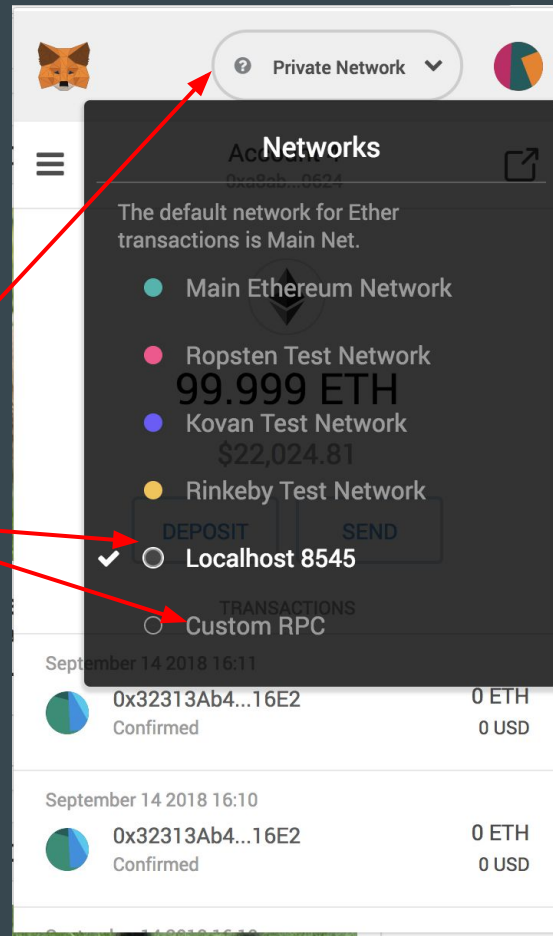 Private Network
Networks
0xa8ab...0624
The default network for Ether
transactions is Main Net.
Main Ethereum Network
Ropsten Test Network
99.999 ETH
Kovan Test Network
$22,024.81
Rinkeby Test Network
DEPOSIT SEND
Localhost 8545
TRANSACTIONS
Custom RPC
September 14 2018 16:11
0x32313Ab4...16E2 0 ETH
Confirmed 0 USD
September 14 2018 16:10
0x32313Ab4...16E2 0 ETH
Confirmed 0 USD